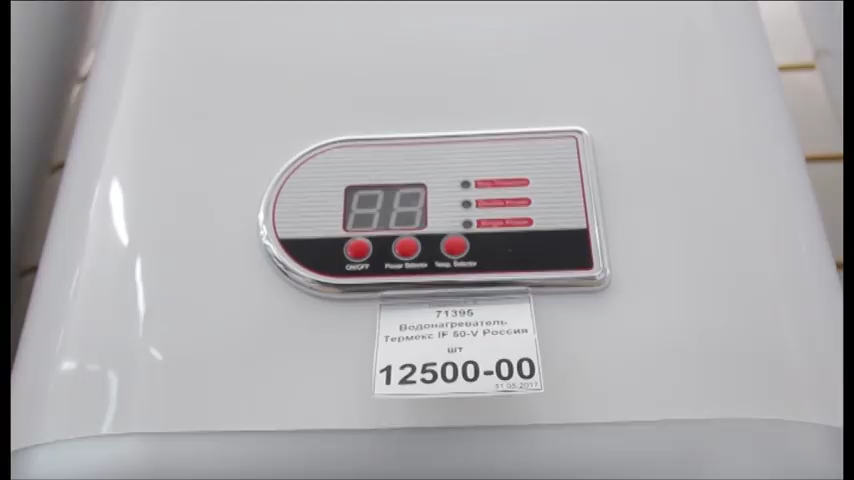 Double Power
Single Power
ON/OFF Power Selector Temp. Selector
71395
Водонагреватель
Термекс IF 50-V Россия
шт
12500-00
31.05.2017